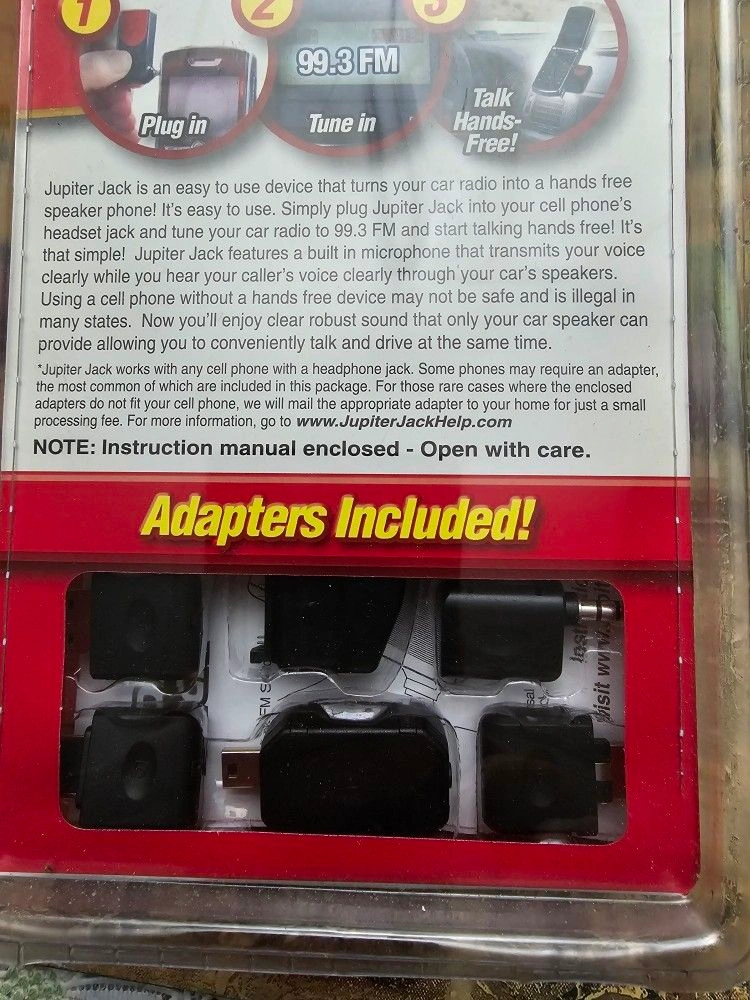 1
2
3
99.3 FM
Plug in
Tune in
Talk
Hands-
Free!
Jupiter Jack is an easy to use device that turns your car radio into a hands free
speaker phone! It's easy to use. Simply plug Jupiter Jack into your cell phone's
headset jack and tune your car radio to 99.3 FM and start talking hands free! It's
that simple! Jupiter Jack features a built in microphone that transmits your voice
clearly while you hear your caller's voice clearly through your car's speakers.
Using a cell phone without a hands free device may not be safe and is illegal in
many states. Now you'll enjoy clear robust sound that only your car speaker can
provide allowing you to conveniently talk and drive at the same time.
*Jupiter Jack works with any cell phone with a headphone jack. Some phones may require an adapter,
the most common of which are included in this package. For those rare cases where the enclosed
adapters do not fit your cell phone, we will mail the appropriate adapter to your home for just a small
processing fee. For more information, go to www.JupiterJackHelp.com
NOTE: Instruction manual enclosed - Open with care.
Adapters Included!
FM
visit www.